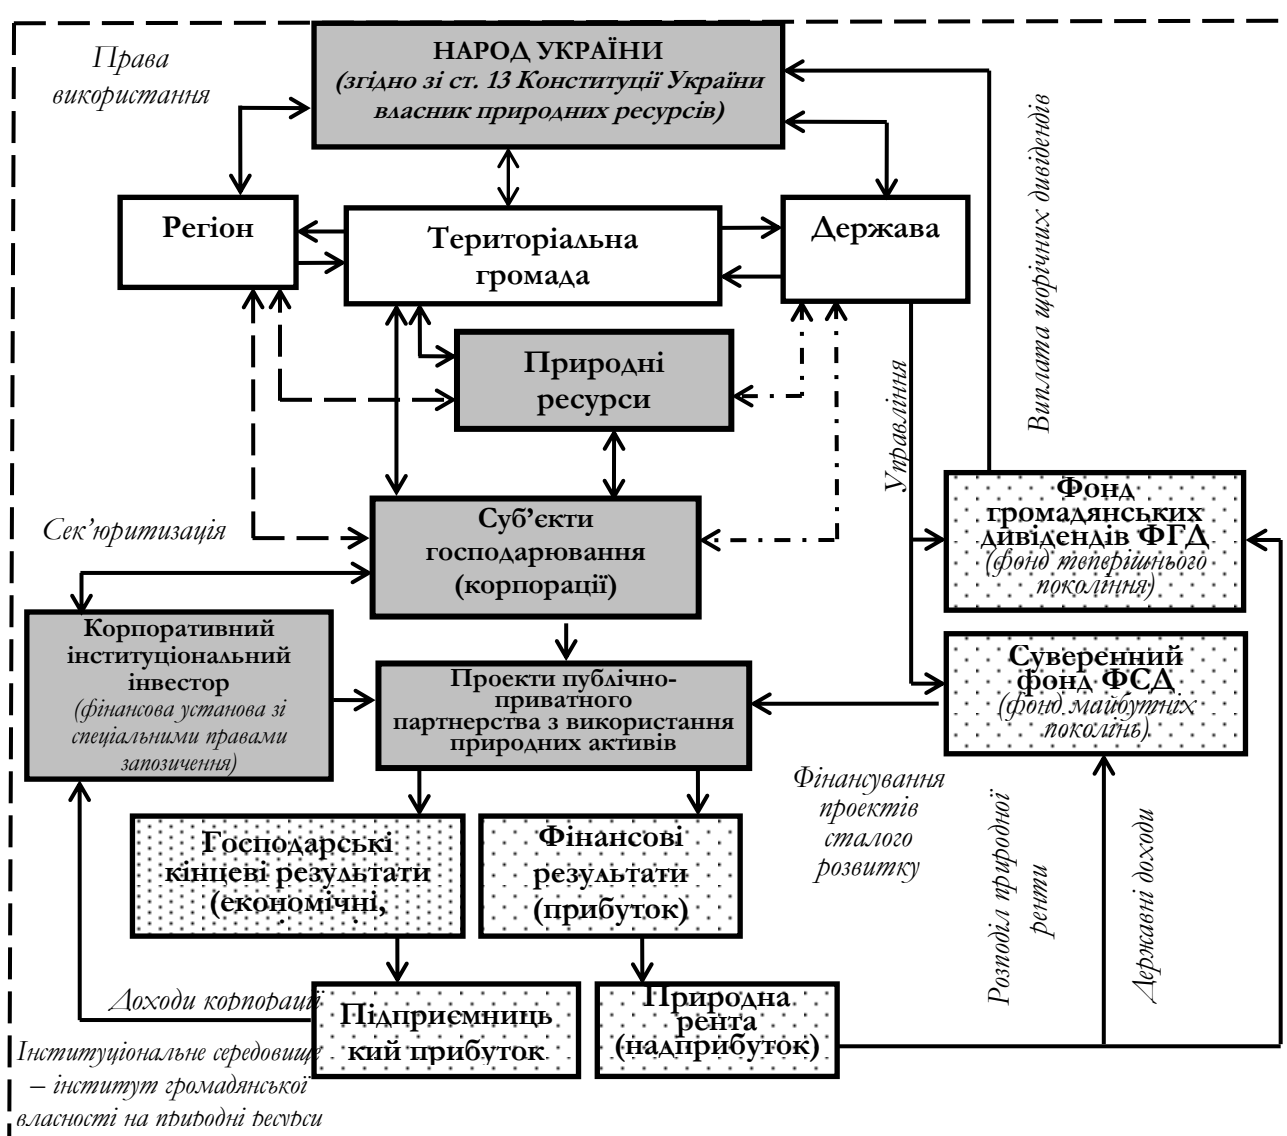 Права
використання
НАРОД УКРАЇНИ
(згідно зі ст. 13 Конституції України
власник природних ресурсів)
Виплата щорічних дивідендів
Регіон
Територіальна
громада
Держава
Природні
ресурси
Управління
Сек’юритизація
Суб’єкти
господарювання
(корпорації)
Фонд
громадянських
дивідендів ФГД
(фонд теперішнього
покоління)
Корпоративний
інституціональний
інвестор
(фінансова установа зі
спеціальними правами
запозичення)
Проекти публічно-
приватного
партнерства з використання
природних активів
Суверенний
фонд ФСД
(фонд майбутніх
поколінь)
Фінансування
проектів
сталого
розвитку
Розподіл природної
ренти
Державні доходи
Господарські
кінцеві результати
(економічні,
Фінансові
результати
(прибуток)
Доходи корпорації
Підприємниць
кий прибуток
Природна
рента
(надприбуток)
Інституціональне середовище
– інститут громадянської
власності на природні ресурси